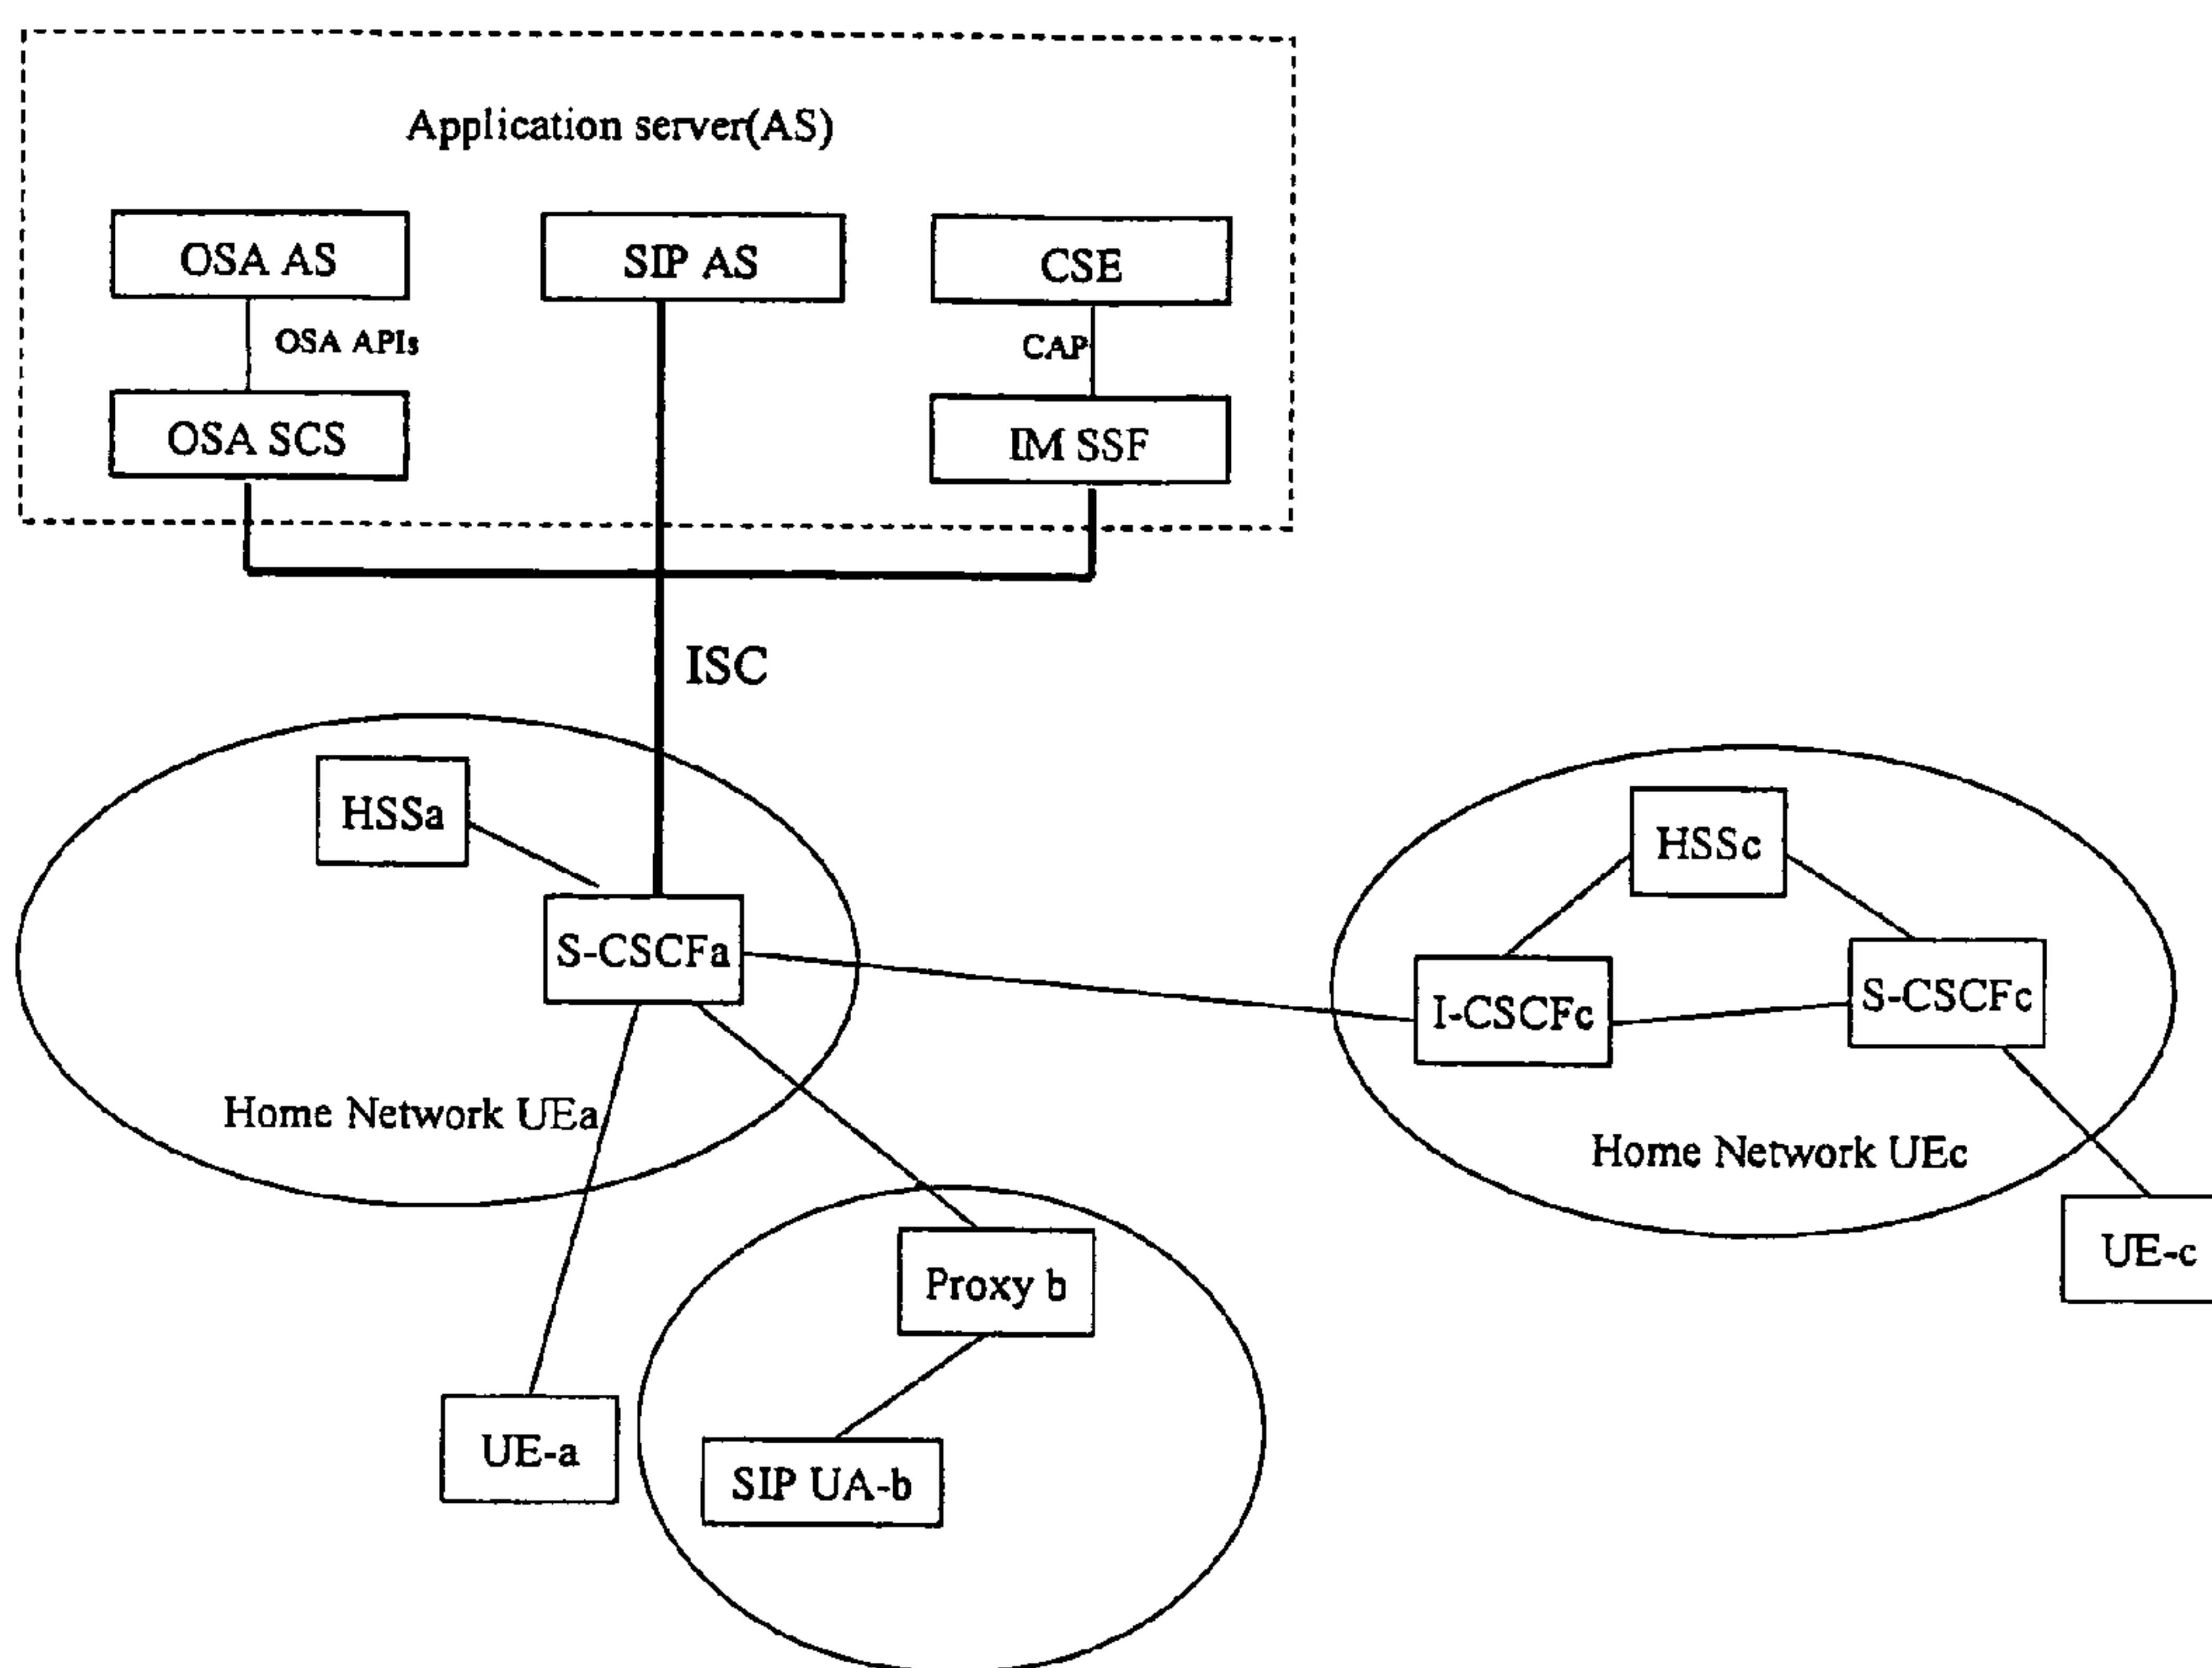 Application server(AS)
OSA AS
SIP AS
CSE
OSA APIs
CAP
OSA SCS
IM SSF
ISC
HSSa
HSSc
S-CSCFa
I-CSCFc
S-CSCFc
Home Network UEa
Home Network UEc
Proxy b
UE-c
UE-a
SIP UA-b